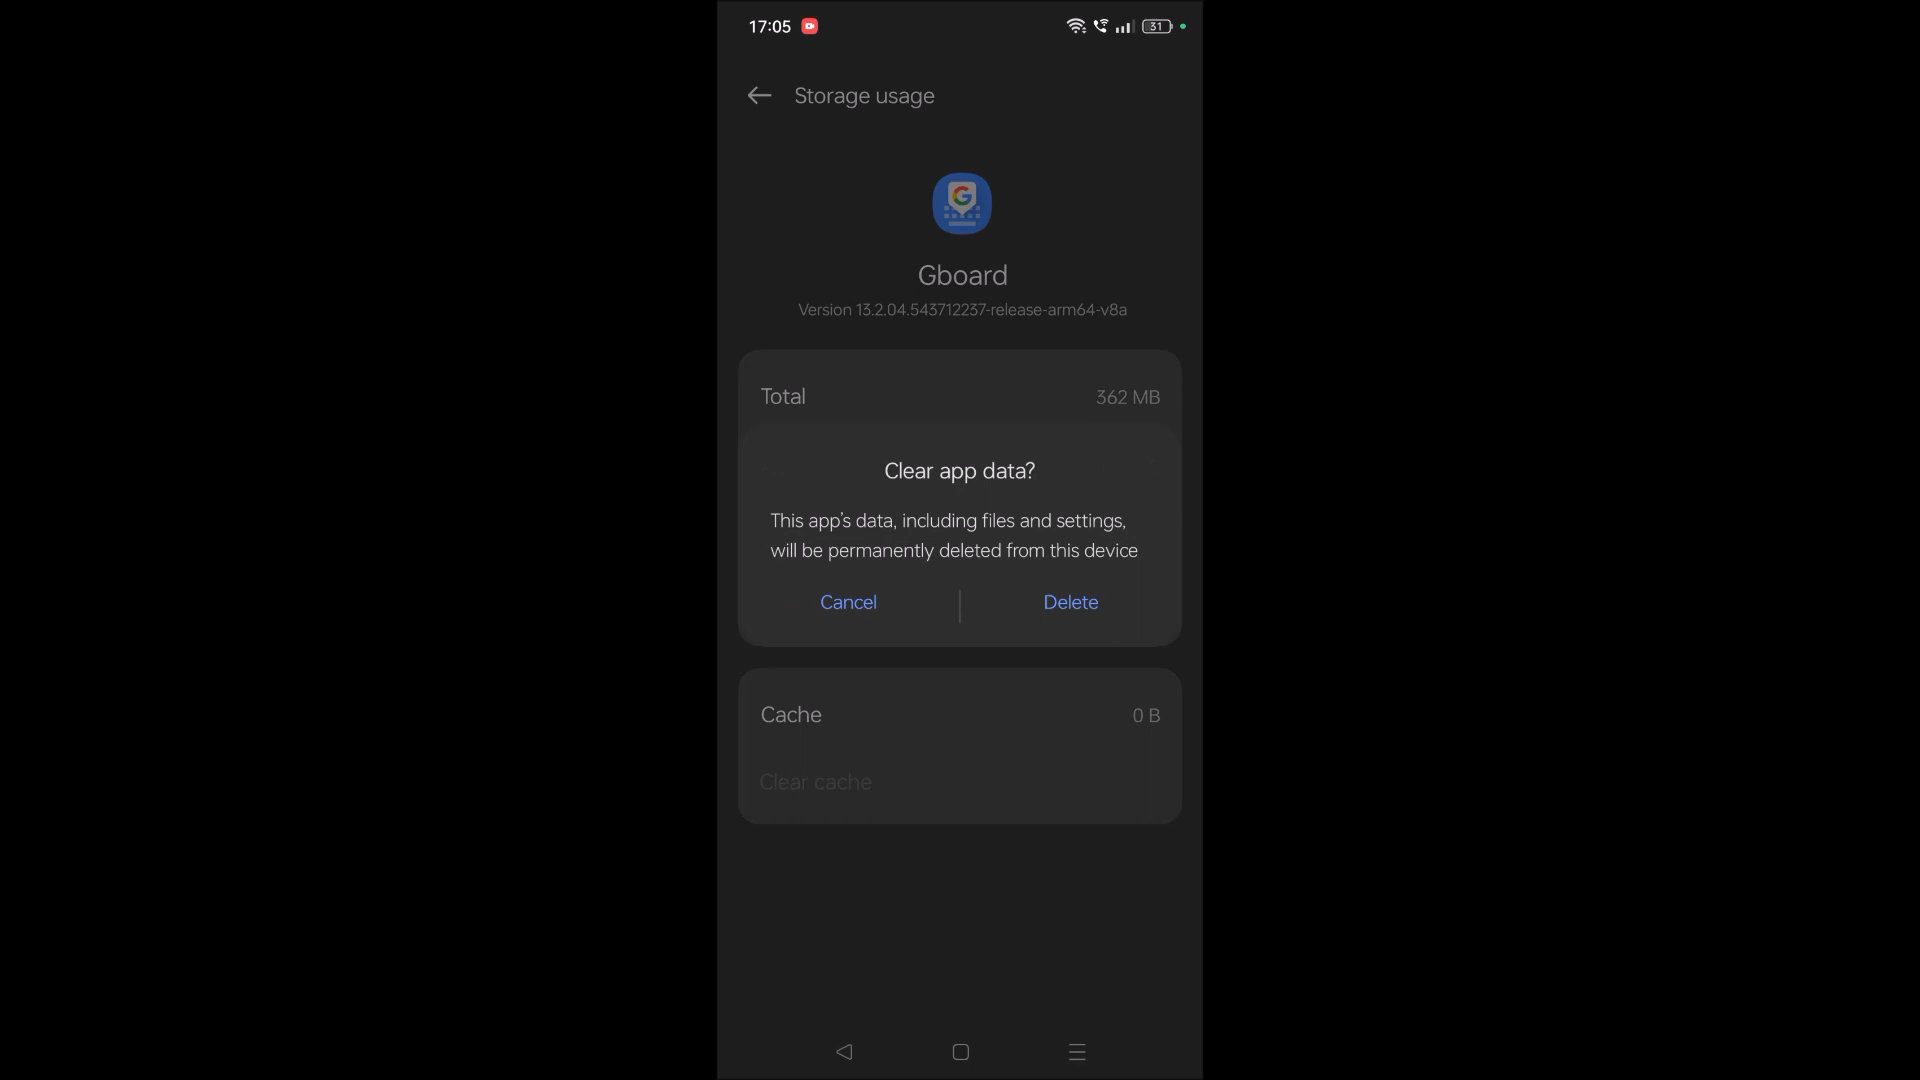 17:05
31
Storage usage
Gboard
Version 13.2.04.543712237-release-arm64-v8a
Total 362 MB
Clear app data?
This app's data, including files and settings,
will be permanently deleted from this device
Cancel Delete
Cache 0 B
Clear cache